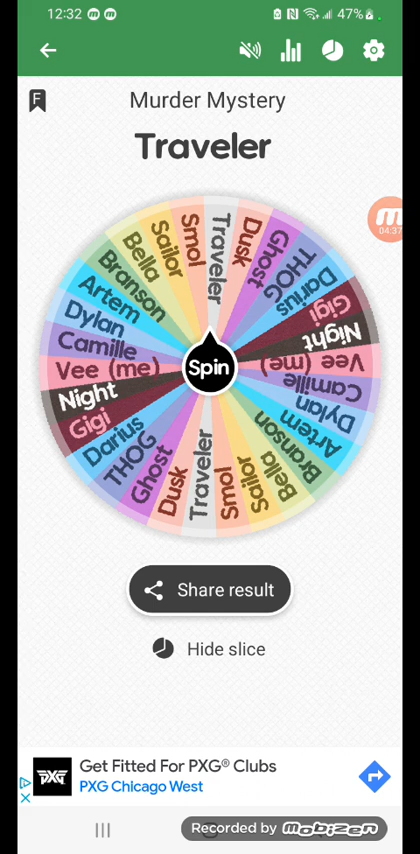 12:32
47%
F
Murder Mystery
Traveler
04:37
Traveler
Dusk
Ghost
THOG
Darius
Gigi
Night
Vee (me)
Camille
Dylan
Artem
Branson
Bella
Sailor
Smol
Traveler
Dusk
Ghost
THOG
Darius
Gigi
Night
Vee (me)
Camille
Dylan
Artem
Branson
Bella
Sailor
Smol
Spin
Share result
Hide slice
PXG
Get Fitted For PXG® Clubs
PXG Chicago West
Recorded by MOBIZEN